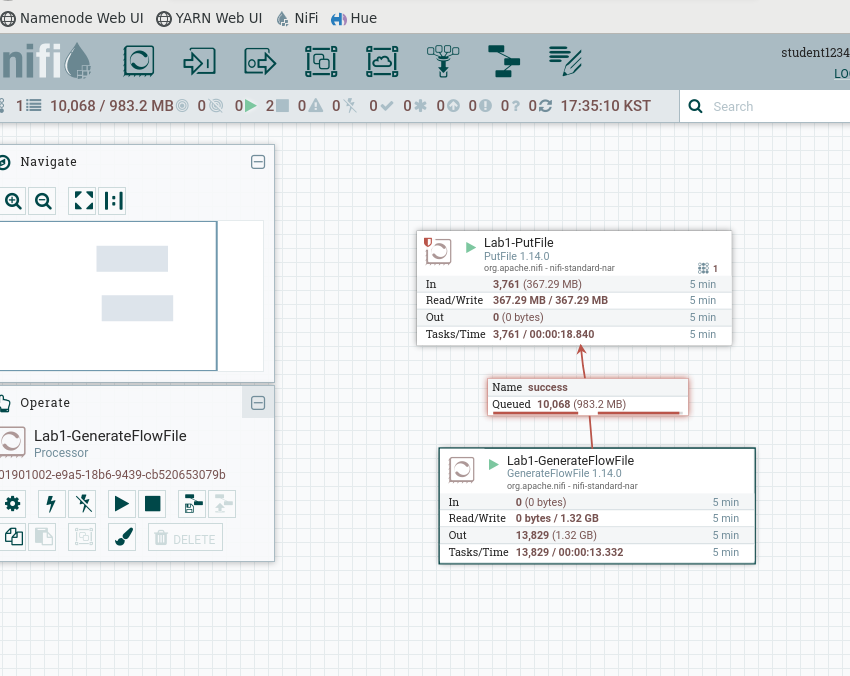 Namenode Web UI YARN Web UI NiFi Hue
nifi
student1234
LO
1 10,068 / 983.2 MB 0 0 2 0 0 0 0 0 0 0 17:35:10 KST Search
Navigate
Operate
Lab1-GenerateFlowFile
Processor
01901002-e9a5-18b6-9439-cb520653079b
DELETE
Lab1-PutFile
PutFile 1.14.0
org.apache.nifi - nifi-standard-nar
1
In 3,761 (367.29 MB) 5 min
Read/Write 367.29 MB / 367.29 MB 5 min
Out 0 (0 bytes) 5 min
Tasks/Time 3,761 / 00:00:18.840 5 min
Name success
Queued 10,068 (983.2 MB)
Lab1-GenerateFlowFile
GenerateFlowFile 1.14.0
org.apache.nifi - nifi-standard-nar
In 0 (0 bytes) 5 min
Read/Write 0 bytes / 1.32 GB 5 min
Out 13,829 (1.32 GB) 5 min
Tasks/Time 13,829 / 00:00:13.332 5 min